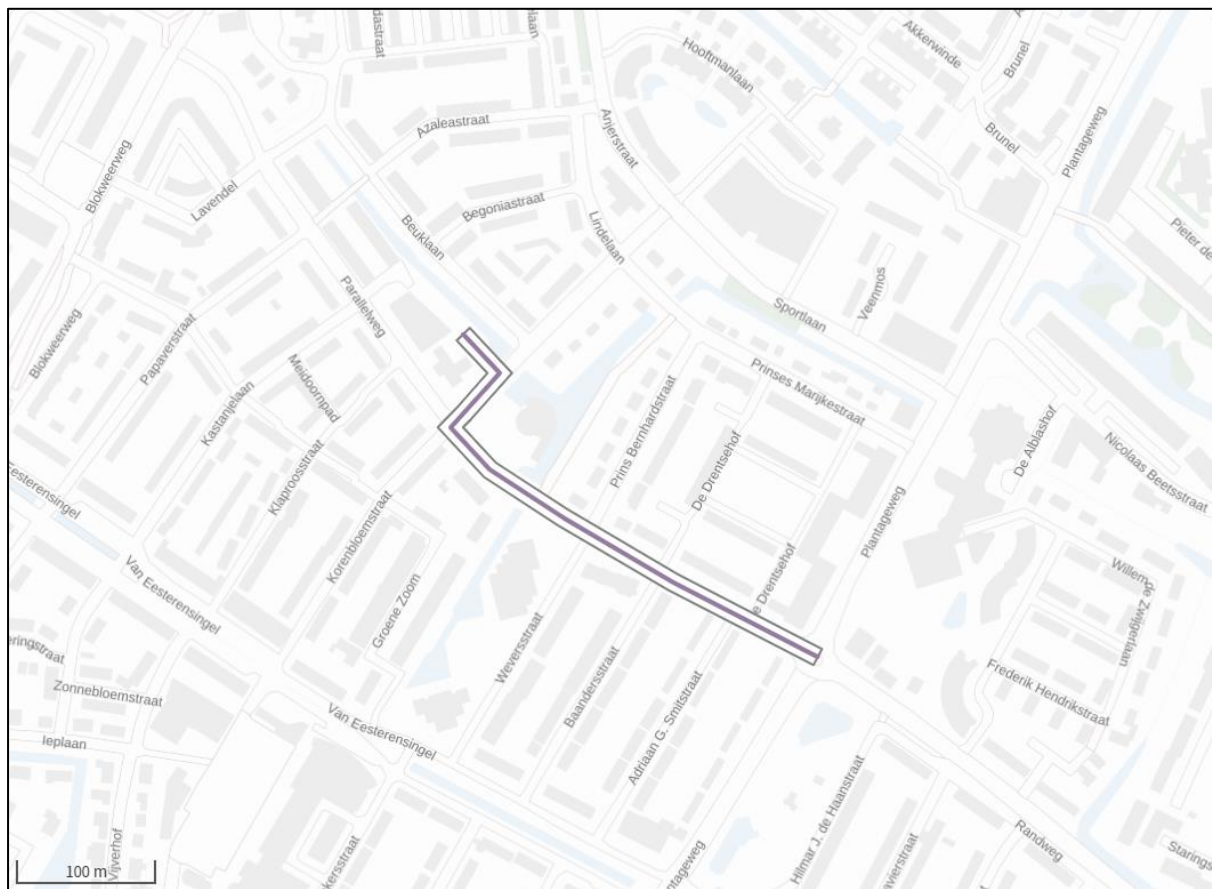 Hooftmanlaan
Akkerwinde
Brunel
Brunel
Plantageweg
Azaleastraat
Anjerstraat
Blokweerweg
Lavendel
Begoniastraat
Beuklaan
Lindelaan
Pieter de
Parallelweg
Sportlaan
Veenmos
Blokweerweg
Papaverstraat
Meidoornpad
Kastanjelaan
Prinses Marijkestraat
Prins Bernhardstraat
De Alblashof
Nicolaas Beetsstraat
Klaproosstraat
De Drentsehof
Plantageweg
Korenbloemstraat
Van Eesterensingel
Groene Zoom
e Drentsehof
Willem de Zwijgerlaan
Weversstraat
Baandersstraat
Adriaan G. Smitstraat
Frederik Hendrikstraat
Zonnebloemstraat
Van Eesterensingel
Ieplaan
Hilmar J. de Haanstraat
Randweg
Vijverhof
100 m